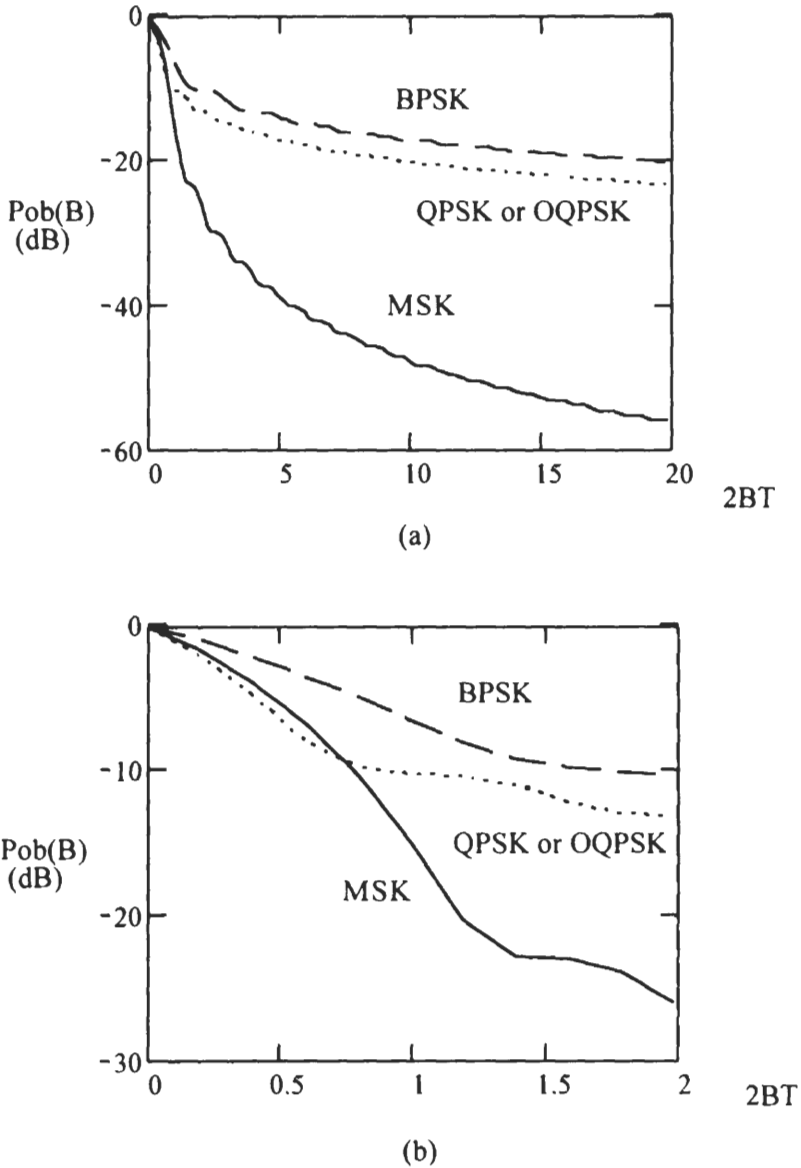 0
BPSK
-20
Pob(B)
(dB)
QPSK or OQPSK
MSK
-40
-60
0 5 10 15 20
2BT
(a)
0
BPSK
-10
Pob(B)
(dB)
QPSK or OQPSK
MSK
-20
-30
0 0.5 1 1.5 2
2BT
(b)